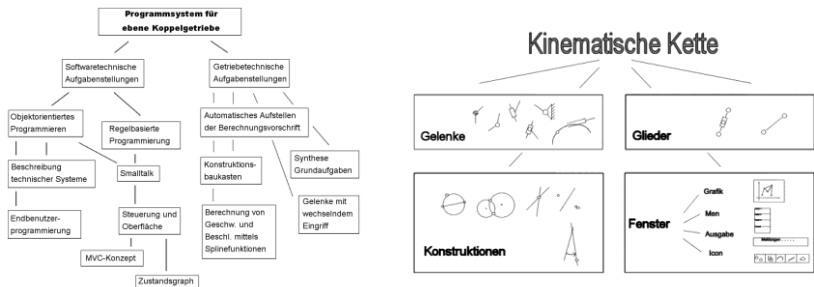 Programmsystem für
ebene Koppelgetriebe
Softwaretechnische
Aufgabenstellungen
Getriebetechnische
Aufgabenstellungen
Objektorientiertes
Programmieren
Regelbasierte
Programmierung
Automatisches Aufstellen
der Berechnungsvorschrift
Beschreibung
technischer Systeme
Smalltalk
Konstruktions-
baukasten
Synthese
Grundaufgaben
Endbenutzer-
programmierung
Steuerung und
Oberfläche
Berechnung von
Geschw. und
Beschl. mittels
Splinefunktionen
Gelenke mit
wechselndem
Eingriff
MVC-Konzept
Zustandsgraph
Kinematische Kette
Gelenke
Glieder
Konstruktionen
Fenster
Grafik
Men
Ausgabe
Icon